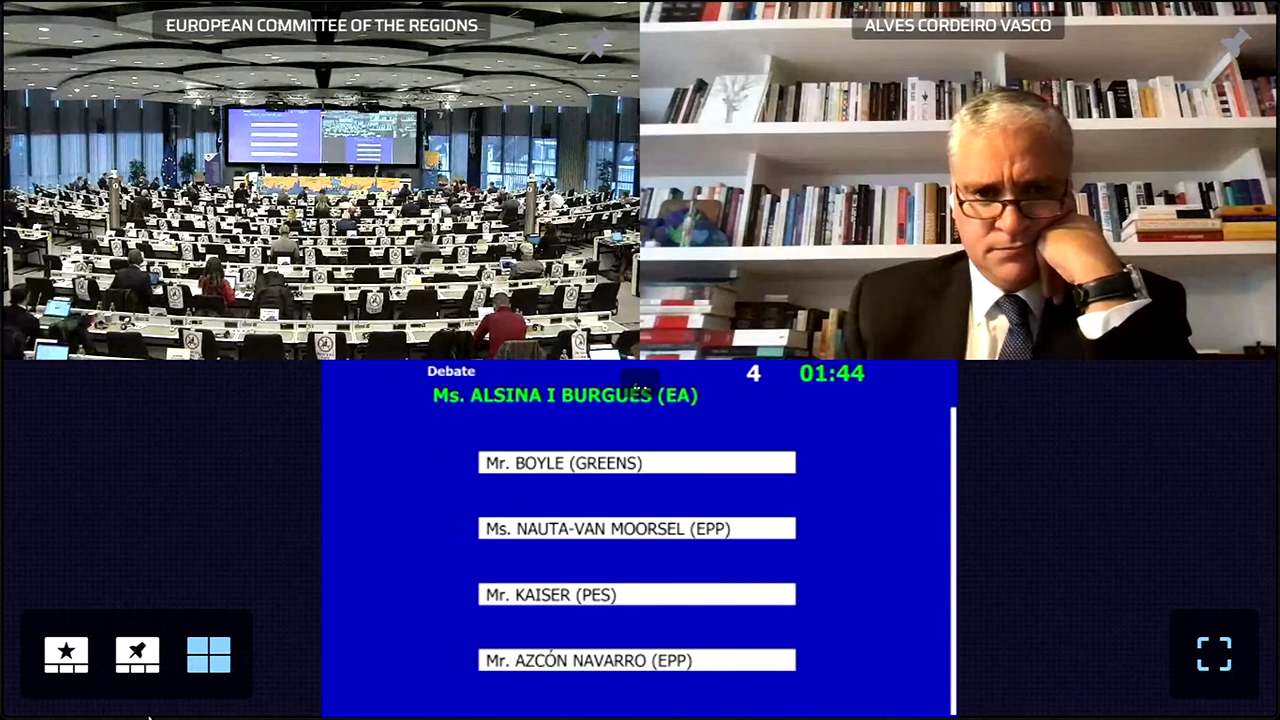 EUROPEAN COMMITTEE OF THE REGIONS
ALVES CORDEIRO VASCO
Debate
4
01:44
Ms. ALSINA I BURGUÉS (EA)
Mr. BOYLE (GREENS)
Ms. NAUTA-VAN MOORSEL (EPP)
Mr. KAISER (PES)
Mr. AZCÓN NAVARRO (EPP)